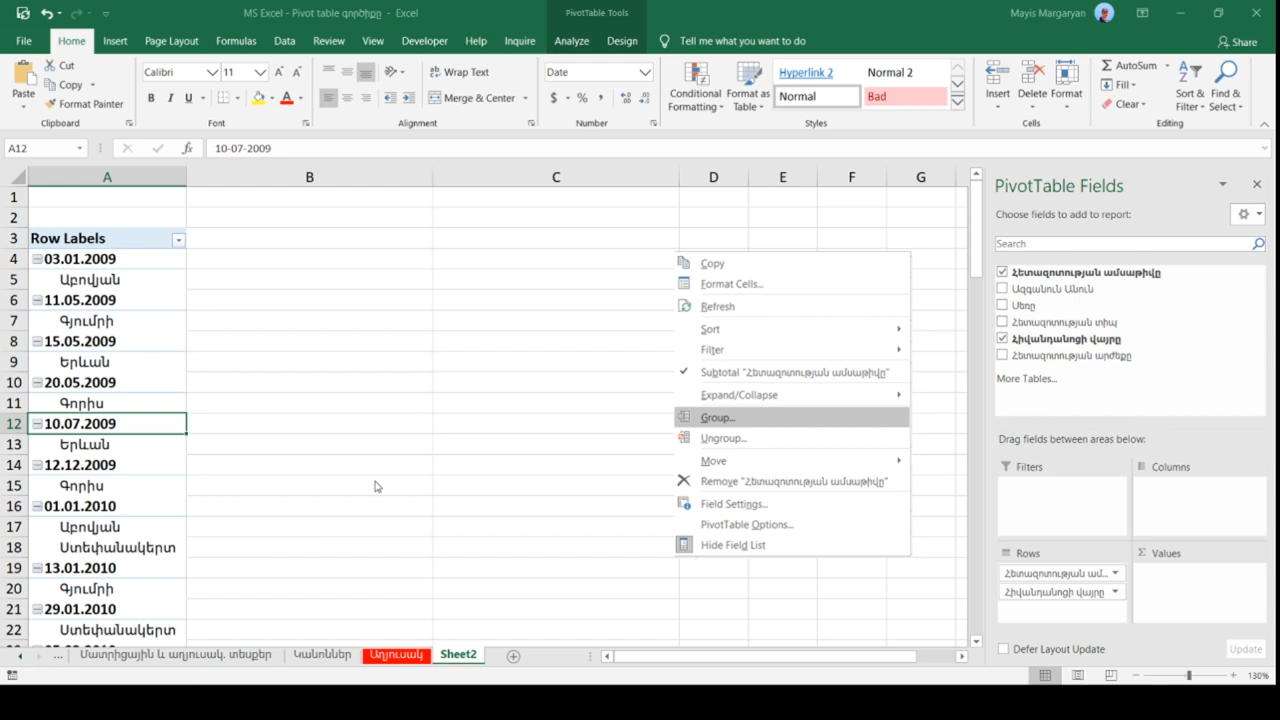 MS Excel - Pivot table գործիքը - Excel
PivotTable Tools
Mayis Margaryan
File Home Insert Page Layout Formulas Data Review View Developer Help Inquire Analyze Design Tell me what you want to do Share
Paste
Cut
Copy
Format Painter
Calibri 11
B I U
Wrap Text
Merge & Center
Date
$ % ,
Conditional Formatting
Format as Table
Hyperlink 2
Normal 2
Normal
Bad
Insert Delete Format
AutoSum
Fill
Clear
Sort & Filter
Find & Select
Clipboard Font Alignment Number Styles Cells Editing
A12
fx
10-07-2009
A B C D E F G
1
2
3 Row Labels
4 03.01.2009
5 Աբովյան
6 11.05.2009
7 Գյումրի
8 15.05.2009
9 Երևան
10 20.05.2009
11 Գորիս
12 10.07.2009
13 Երևան
14 12.12.2009
15 Գորիս
16 01.01.2010
17 Աբովյան
18 Ստեփանակերտ
19 13.01.2010
20 Գյումրի
21 29.01.2010
22 Ստեփանակերտ
Copy
Format Cells...
Refresh
Sort
Filter
Subtotal "Հետազոտության ամսաթիվը"
Expand/Collapse
Group...
Ungroup...
Move
Remove "Հետազոտության ամսաթիվը"
Field Settings...
PivotTable Options...
Hide Field List
PivotTable Fields
Choose fields to add to report:
Search
Հետազոտության ամսաթիվը
Ազգանուն Անուն
Սեռը
Հետազոտության տիպ
Հիվանդանոցի վայրը
Հետազոտության արժեքը
More Tables...
Drag fields between areas below:
Filters
Columns
Rows
Values
Հետազոտության ամ...
Հիվանդանոցի վայրը
Defer Layout Update
Update
... Մատրիցային և աղյուսակ. տեսքեր Կանոններ Աղյուսակ Sheet2
130%